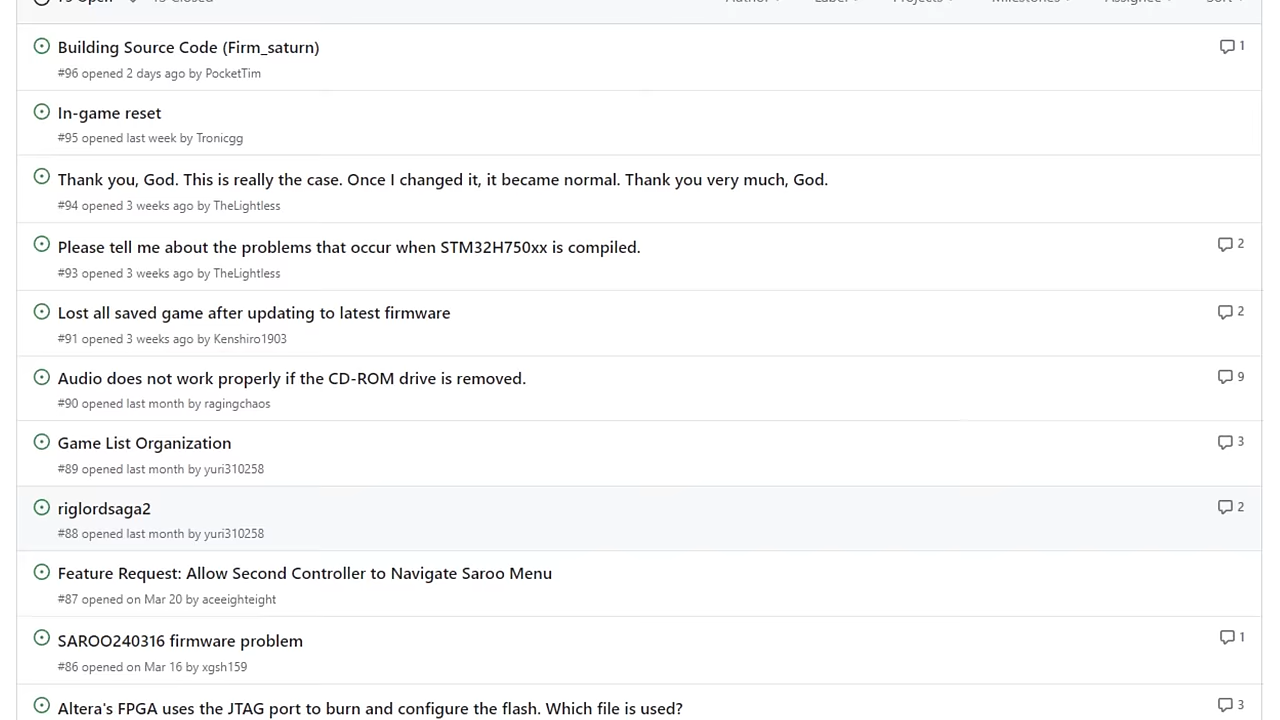 Building Source Code (Firm_saturn)
1
#96 opened 2 days ago by PocketTim
In-game reset
#95 opened last week by Tronicgg
Thank you, God. This is really the case. Once I changed it, it became normal. Thank you very much, God.
#94 opened 3 weeks ago by TheLightless
Please tell me about the problems that occur when STM32H750xx is compiled.
2
#93 opened 3 weeks ago by TheLightless
Lost all saved game after updating to latest firmware
2
#91 opened 3 weeks ago by Kenshiro1903
Audio does not work properly if the CD-ROM drive is removed.
9
#90 opened last month by ragingchaos
Game List Organization
3
#89 opened last month by yuri310258
riglordsaga2
2
#88 opened last month by yuri310258
Feature Request: Allow Second Controller to Navigate Saroo Menu
#87 opened on Mar 20 by aceeighteight
SAROO240316 firmware problem
1
#86 opened on Mar 16 by xgsh159
Altera's FPGA uses the JTAG port to burn and configure the flash. Which file is used?
3